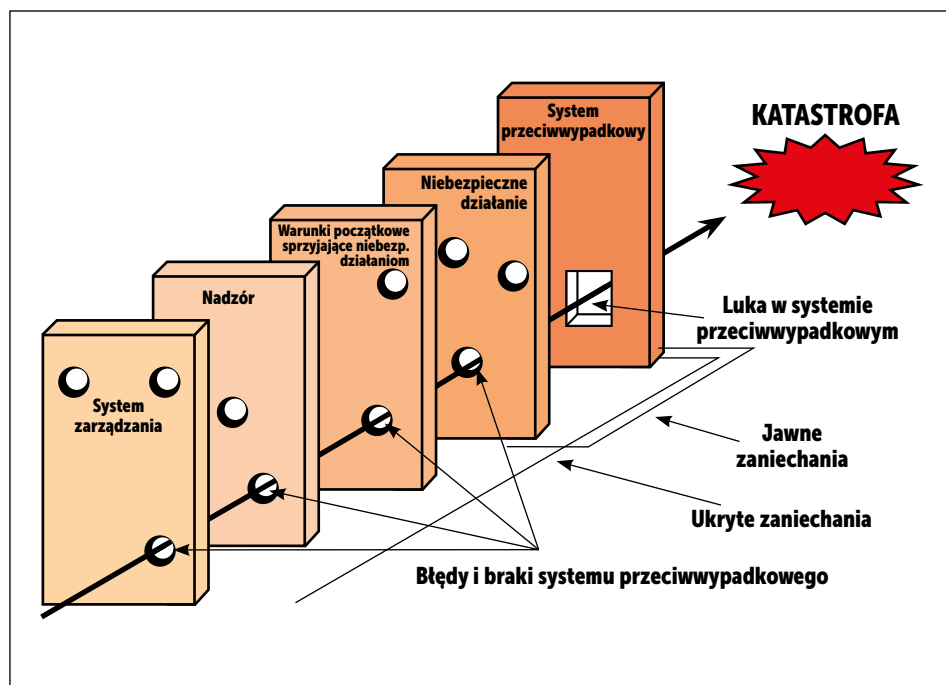 System
przeciwwypadkowy
KATASTROFA
Niebezpieczne
działanie
Warunki początkowe
sprzyjające niebezp.
działaniom
Nadzór
System
zarządzania
Luka w systemie
przeciwwypadkowym
Jawne
zaniechania
Ukryte zaniechania
Błędy i braki systemu przeciwwypadkowego